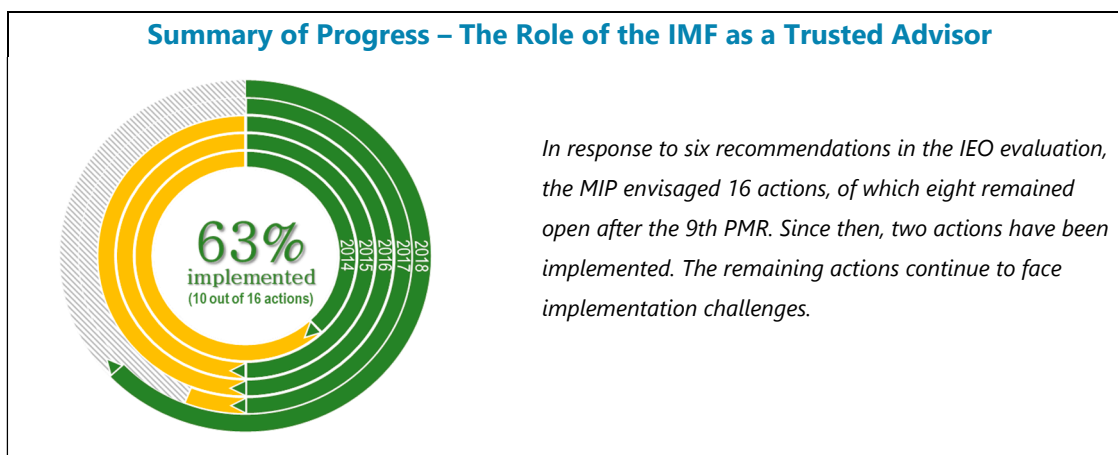 Summary of Progress – The Role of the IMF as a Trusted Advisor
63%
implemented
(10 out of 16 actions)
2014
2015
2016
2017
2018
In response to six recommendations in the IEO evaluation,
the MIP envisaged 16 actions, of which eight remained
open after the 9th PMR. Since then, two actions have been
implemented. The remaining actions continue to face
implementation challenges.